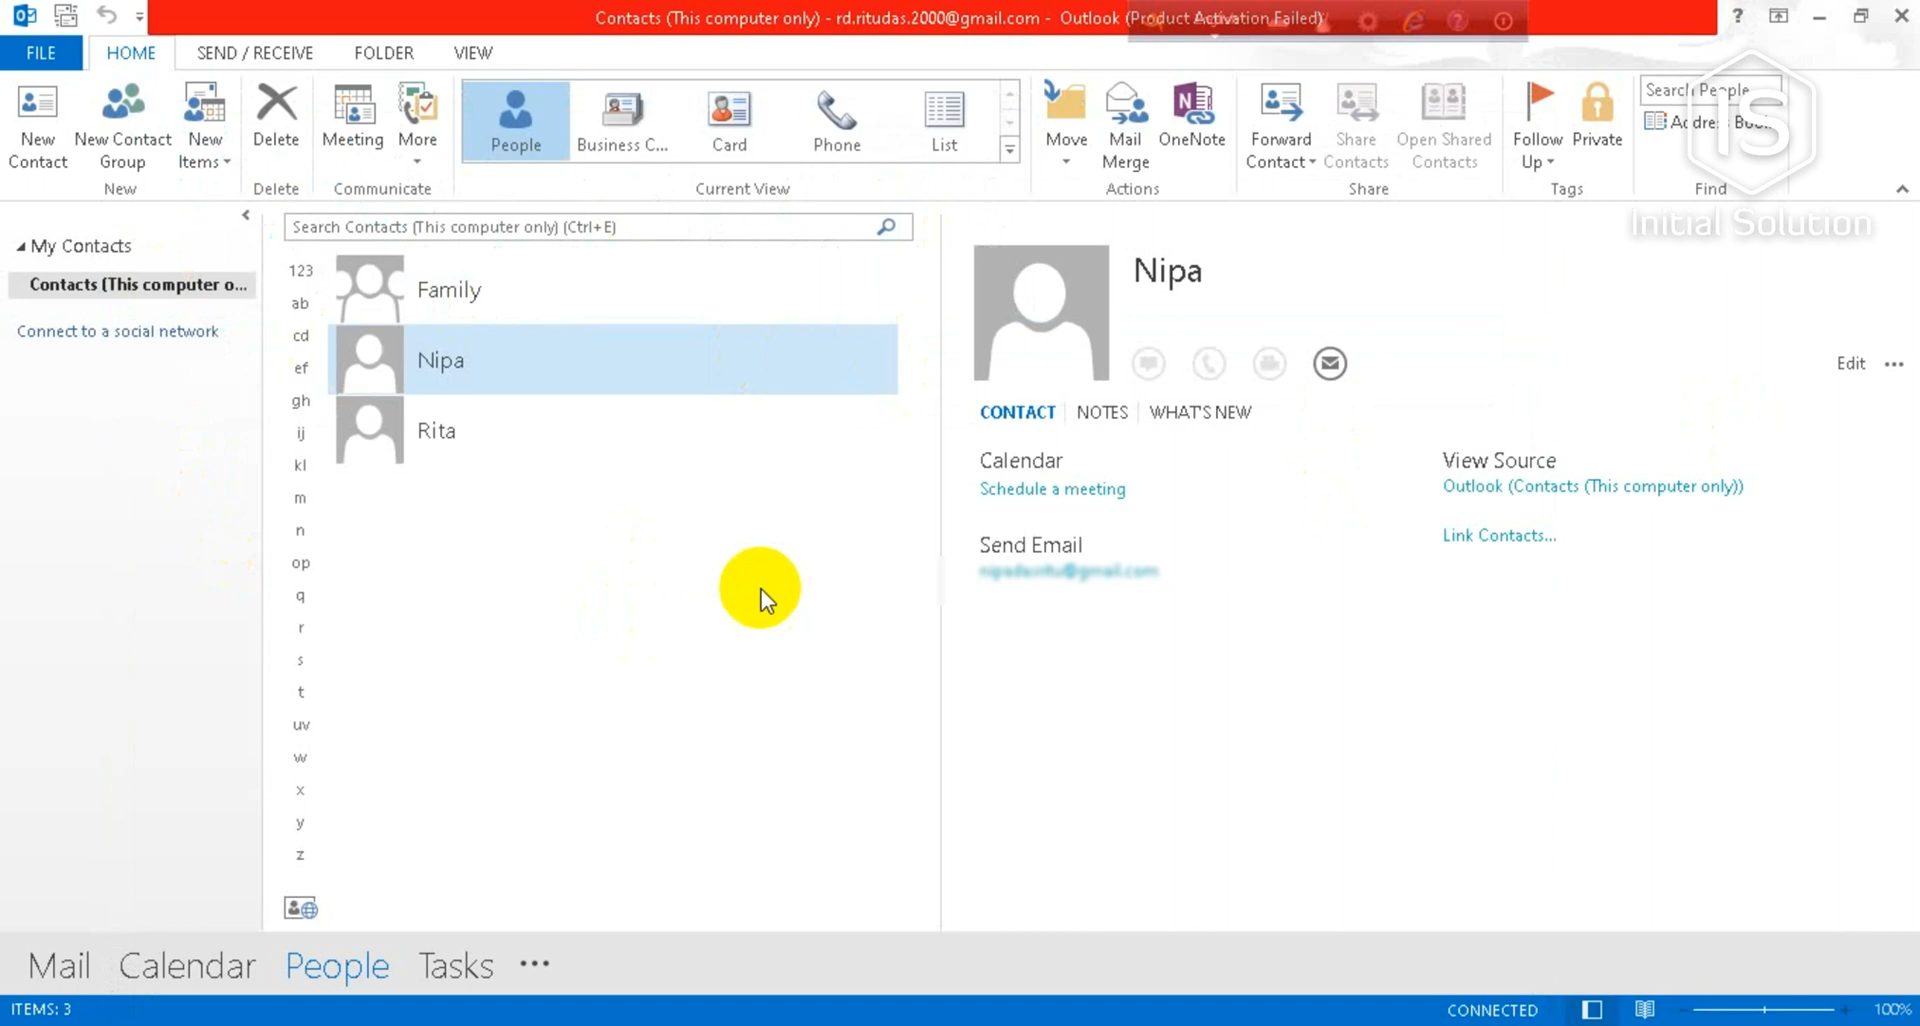 Contacts (This computer only) - rd.ritudas.2000@gmail.com - Outlook (Product Activation Failed)
FILE
HOME
SEND / RECEIVE
FOLDER
VIEW
New Contact
New Contact Group
New Items
New
Delete
Delete
Meeting
More
Communicate
People
Business C...
Card
Phone
List
Current View
Move
Mail Merge
OneNote
Actions
Forward Contact
Share Contacts
Open Shared Contacts
Share
Follow Up
Private
Tags
Search People
Address Book
Find
IS
Initial Solution
My Contacts
Contacts (This computer o...
Connect to a social network
Search Contacts (This computer only) (Ctrl+E)
123
ab
cd
ef
gh
ij
kl
m
n
op
q
r
s
t
uv
w
x
y
z
Family
Nipa
Rita
Nipa
Edit
...
CONTACT
NOTES
WHAT'S NEW
Calendar
Schedule a meeting
Send Email
View Source
Outlook (Contacts (This computer only))
Link Contacts...
Mail
Calendar
People
Tasks
...
ITEMS: 3
CONNECTED
100%